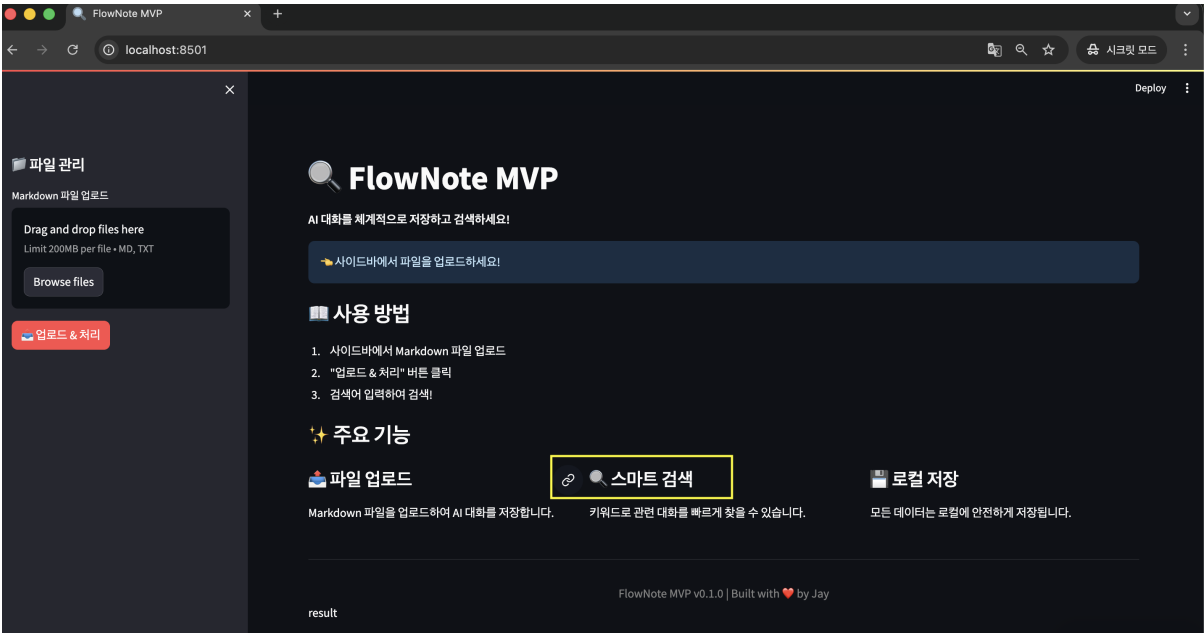 FlowNote MVP
localhost:8501
시크릿 모드
Deploy
파일 관리
Markdown 파일 업로드
Drag and drop files here
Limit 200MB per file • MD, TXT
Browse files
업로드 & 처리
FlowNote MVP
AI 대화를 체계적으로 저장하고 검색하세요!
사이드바에서 파일을 업로드하세요!
사용 방법
1. 사이드바에서 Markdown 파일 업로드
2. "업로드 & 처리" 버튼 클릭
3. 검색어 입력하여 검색!
주요 기능
파일 업로드
Markdown 파일을 업로드하여 AI 대화를 저장합니다.
스마트 검색
키워드로 관련 대화를 빠르게 찾을 수 있습니다.
로컬 저장
모든 데이터는 로컬에 안전하게 저장됩니다.
FlowNote MVP v0.1.0 | Built with ❤️ by Jay
result